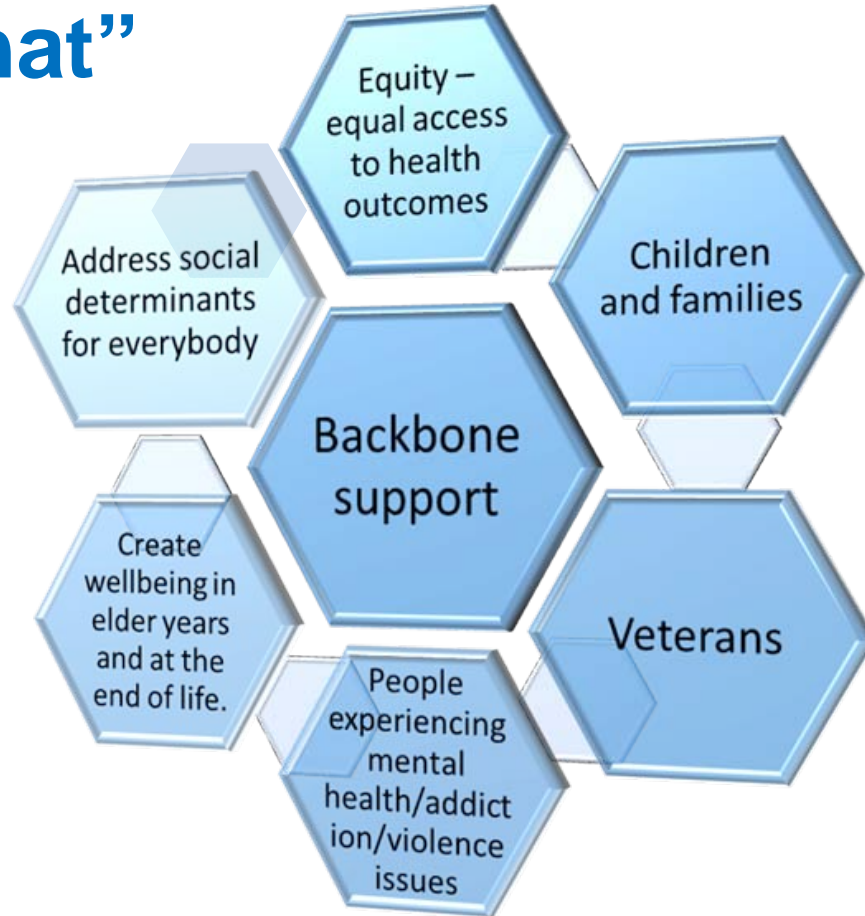 hat”
Equity –
equal access
to health
outcomes
Children
and families
Address social
determinants
for everybody
Backbone
support
Veterans
Create
wellbeing in
elder years
and at the
end of life.
People
experiencing
mental
health/addict
ion/violence
issues